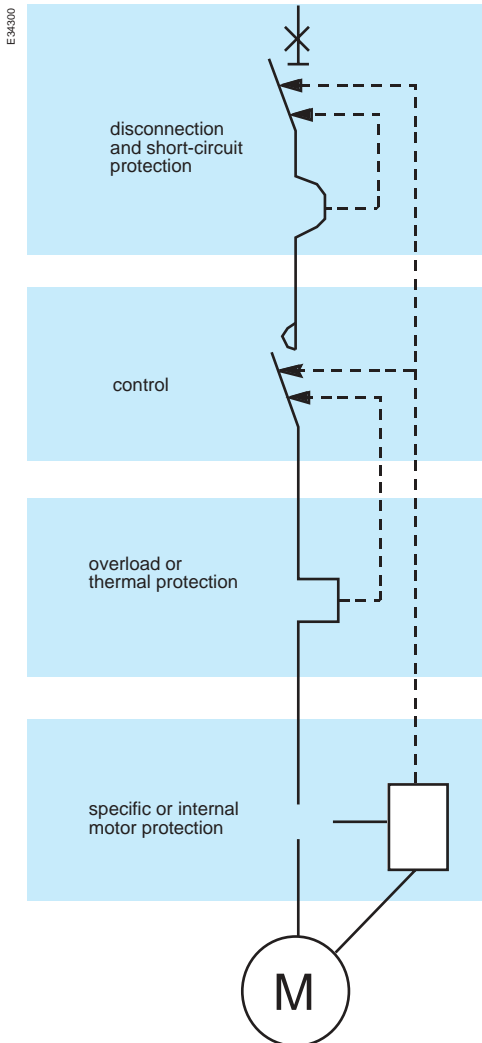 E34300
disconnection
and short-circuit
protection
control
overload or
thermal protection
specific or internal
motor protection
M